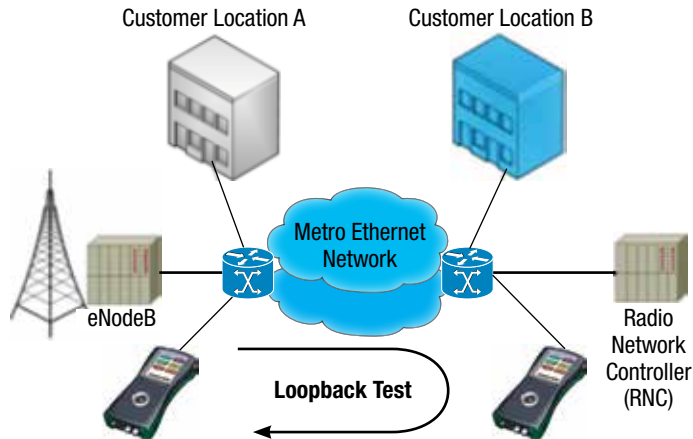 Customer Location A
Customer Location B
Metro Ethernet
Network
eNodeB
Radio
Network
Controller
(RNC)
Loopback Test